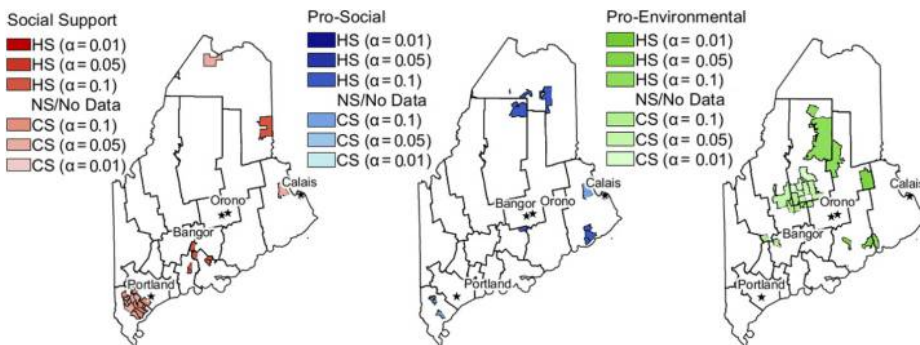 Social Support
HS (α = 0.01)
HS (α = 0.05)
HS (α = 0.1)
NS/No Data
CS (α = 0.1)
CS (α = 0.05)
CS (α = 0.01)
Calais
Orono
Bangor
Portland
Pro-Social
HS (α = 0.01)
HS (α = 0.05)
HS (α = 0.1)
NS/No Data
CS (α = 0.1)
CS (α = 0.05)
CS (α = 0.01)
Calais
Bangor
Orono
Portland
Pro-Environmental
HS (α = 0.01)
HS (α = 0.05)
HS (α = 0.1)
NS/No Data
CS (α = 0.1)
CS (α = 0.05)
CS (α = 0.01)
Calais
Orono
Bangor
Portland